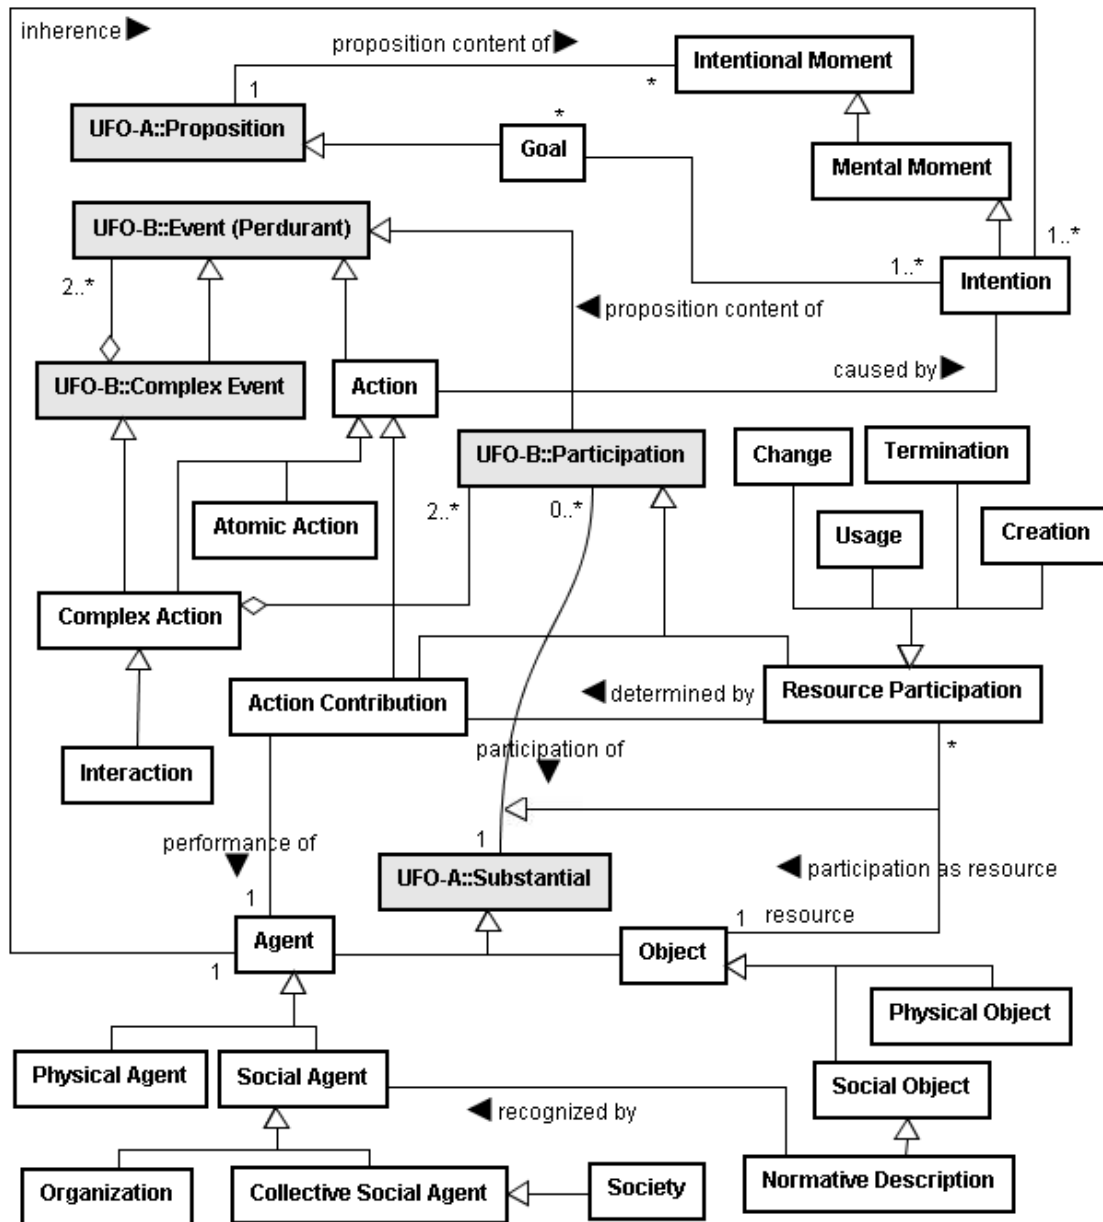 inherence
proposition content of
Intentional Moment
1
*
UFO-A::Proposition
*
Goal
Mental Moment
UFO-B::Event (Perdurant)
1..*
2..*
1..*
Intention
proposition content of
UFO-B::Complex Event
Action
caused by
UFO-B::Participation
Change
Termination
2..*
0..*
Atomic Action
Usage
Creation
Complex Action
Action Contribution
determined by
Resource Participation
Interaction
participation of
*
performance of
1
UFO-A::Substantial
participation as resource
1
1
resource
Agent
Object
1
Physical Object
Physical Agent
Social Agent
Social Object
recognized by
Organization
Collective Social Agent
Society
Normative Description